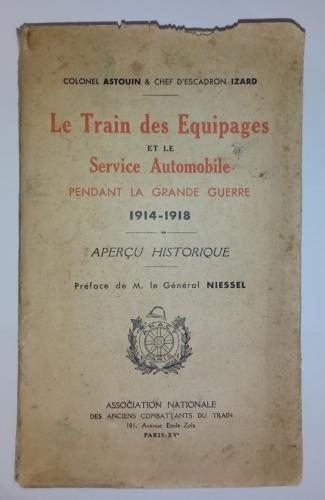 COLONEL ASTOUIN & CHEF D'ESCADRON IZARD
Le Train des Equipages
ET LE
Service Automobile
PENDANT LA GRANDE GUERRE
1914-1918
APERÇU HISTORIQUE
Préface de M. le Général NIESSEL
PARIS
ASSOCIATION NATIONALE
DES ANCIENS COMBATTANTS DU TRAIN
191, Avenue Emile-Zola
PARIS-XVᵉ